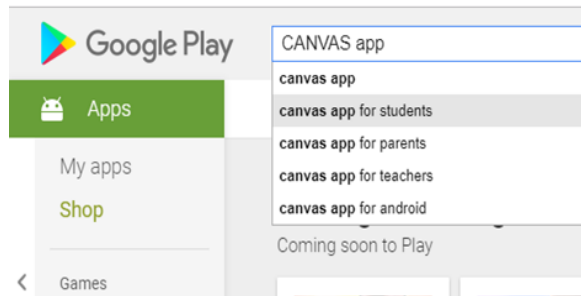 Google Play
CANVAS app
canvas app
canvas app for students
canvas app for parents
canvas app for teachers
canvas app for android
Apps
My apps
Shop
Games
Coming soon to Play